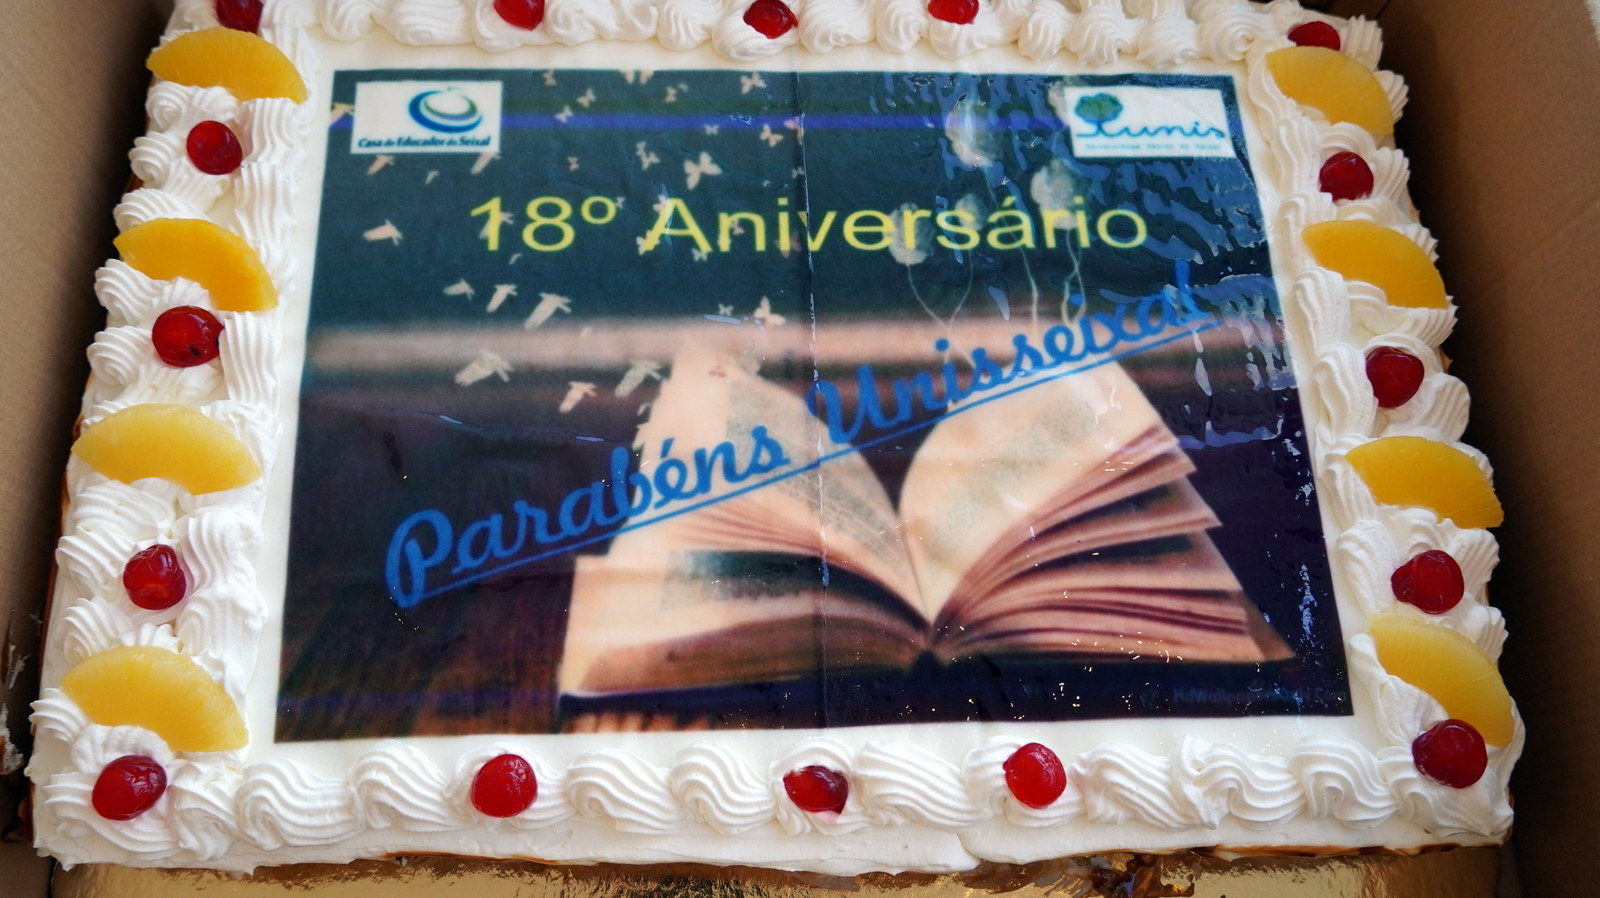 Casa do Educador do Seixal
unis
18º Aniversário
Parabéns Unisseixal